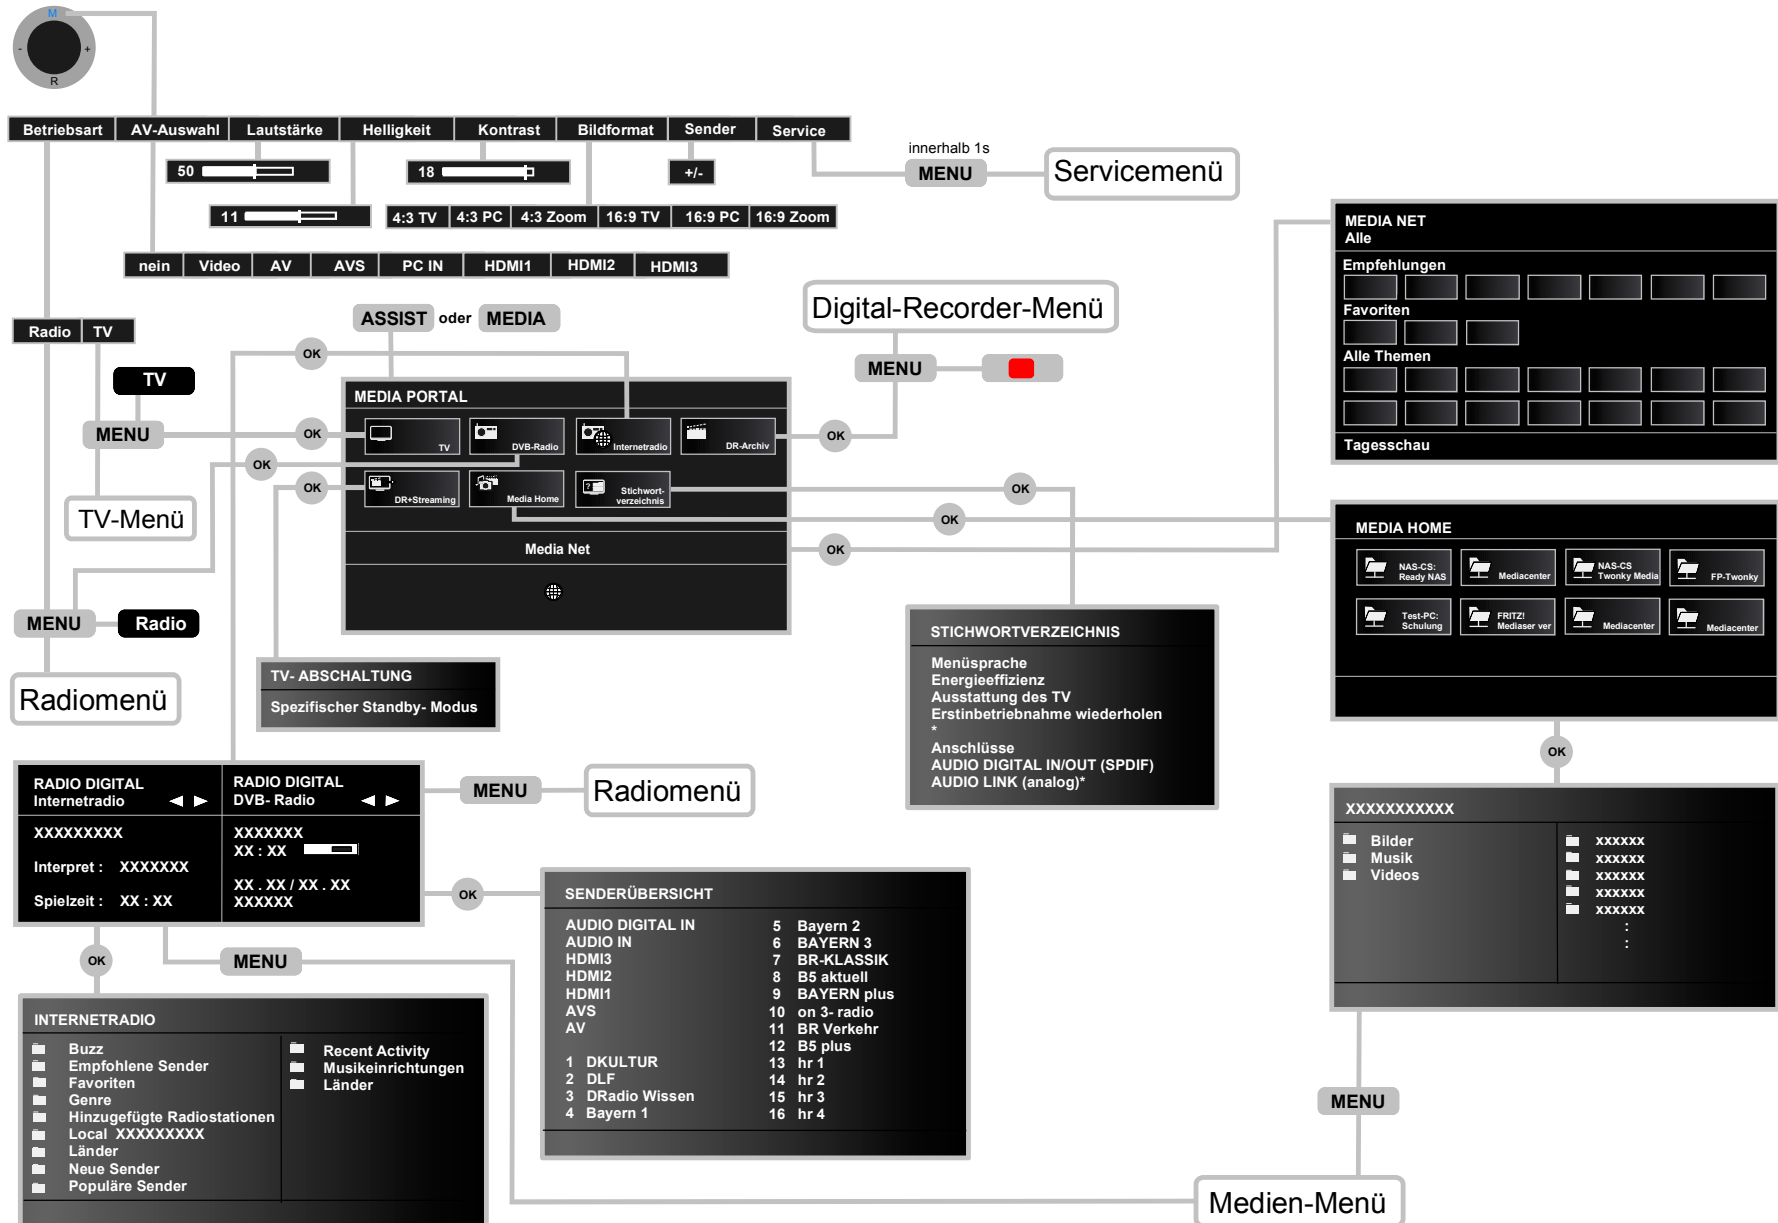 M
- +
R
Betriebsart AV-Auswahl Lautstärke Helligkeit Kontrast Bildformat Sender Service
50
18
+/-
innerhalb 1s
MENU
Servicemenü
11
4:3 TV 4:3 PC 4:3 Zoom 16:9 TV 16:9 PC 16:9 Zoom
nein Video AV AVS PC IN HDMI1 HDMI2 HDMI3
Radio TV
TV
MENU
TV-Menü
MENU Radio
Radiomenü
ASSIST oder MEDIA
OK
OK
OK
OK
MEDIA PORTAL
TV
DVB-Radio
Internetradio
DR-Archiv
DR+Streaming
Media Home
Stichwort-
verzeichnis
Media Net
Digital-Recorder-Menü
MENU
OK
OK
OK
OK
MEDIA NET
Alle
Empfehlungen
Favoriten
Alle Themen
Tagesschau
MEDIA HOME
NAS-CS:
Ready NAS
Mediacenter
NAS-CS
Twonky Media
FP-Twonky
Test-PC:
Schulung
FRITZ!
Mediaser ver
Mediacenter
Mediacenter
OK
TV- ABSCHALTUNG
Spezifischer Standby- Modus
STICHWORTVERZEICHNIS
Menüsprache
Energieeffizienz
Ausstattung des TV
Erstinbetriebnahme wiederholen
*
Anschlüsse
AUDIO DIGITAL IN/OUT (SPDIF)
AUDIO LINK (analog)*
RADIO DIGITAL
Internetradio
XXXXXXXXX
Interpret : XXXXXXX
Spielzeit : XX : XX
RADIO DIGITAL
DVB- Radio
XXXXXXX
XX : XX
XX . XX / XX . XX
XXXXXX
MENU
Radiomenü
OK
OK
MENU
SENDERÜBERSICHT
AUDIO DIGITAL IN
AUDIO IN
HDMI3
HDMI2
HDMI1
AVS
AV
1 DKULTUR
2 DLF
3 DRadio Wissen
4 Bayern 1
5 Bayern 2
6 BAYERN 3
7 BR-KLASSIK
8 B5 aktuell
9 BAYERN plus
10 on 3- radio
11 BR Verkehr
12 B5 plus
13 hr 1
14 hr 2
15 hr 3
16 hr 4
XXXXXXXXXXX
Bilder
Musik
Videos
xxxxxx
xxxxxx
xxxxxx
xxxxxx
xxxxxx
:
:
INTERNETRADIO
Buzz
Empfohlene Sender
Favoriten
Genre
Hinzugefügte Radiostationen
Local XXXXXXXXX
Länder
Neue Sender
Populäre Sender
Recent Activity
Musikeinrichtungen
Länder
MENU
Medien-Menü